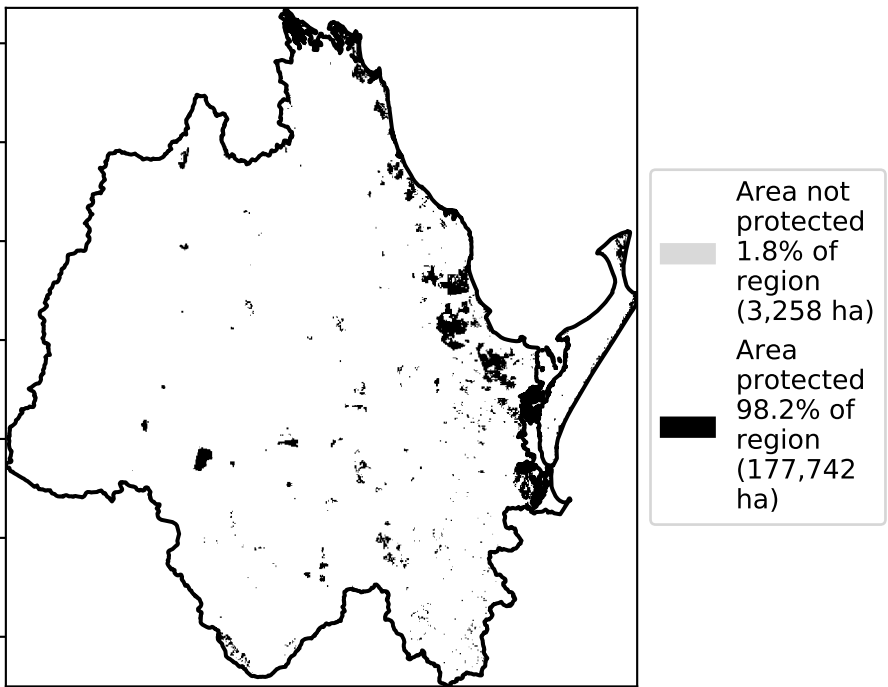 Area not
protected
1.8% of
region
(3,258 ha)
Area
protected
98.2% of
region
(177,742
ha)